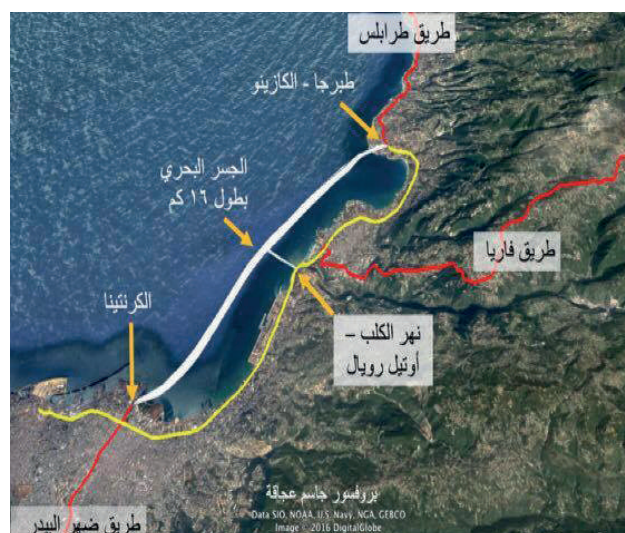 طريق طرابلس
طبرجا - الكازينو
الجسر البحري
بطول ١٦ كم
طريق فاريا
الكرنتينا
نهر الكلب –
أوتيل رويال
بروفسور جاسم عجاقة
Data SIO, NOAA, U.S. Navy, NGA, GEBCO
Image © 2016 DigitalGlobe
طريق ضهر البيدر